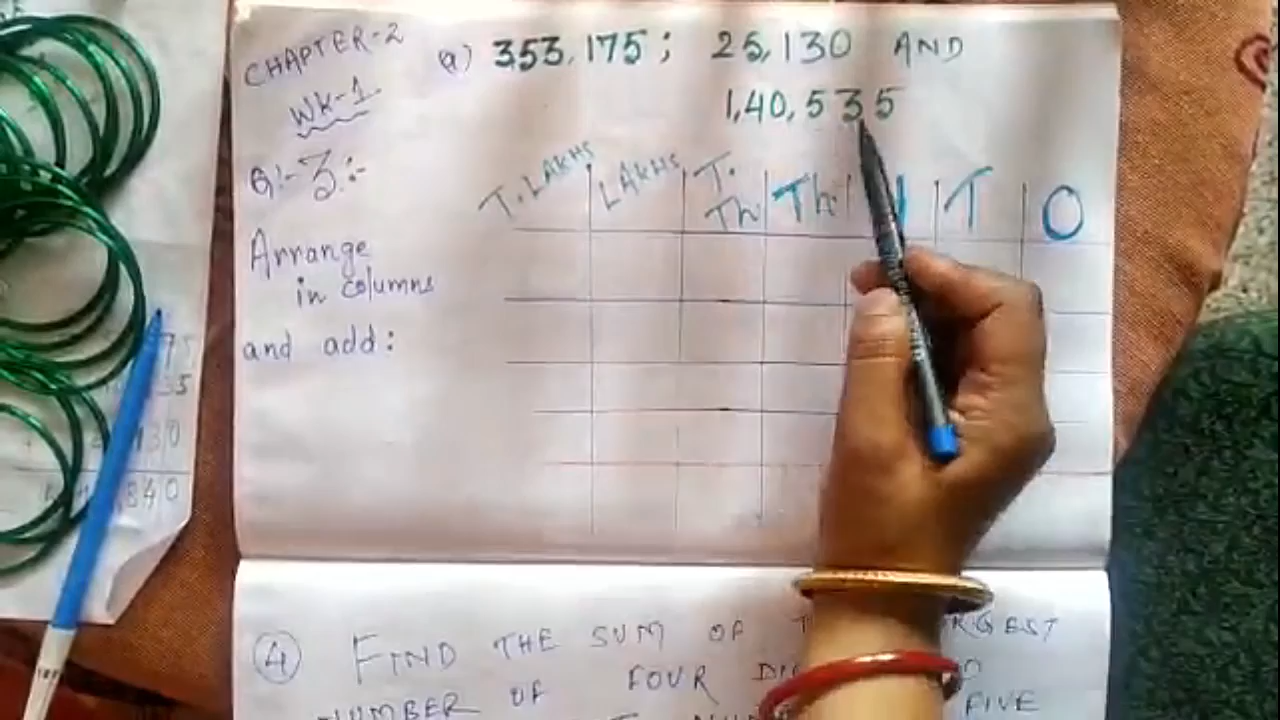 CHAPTER-2
WK-1.
Q:- 3:-
Arrange
in columns
and add:
a) 353,175; 25,130 AND
1,40,535
T. LAKHS LAKHS T. Th Th T O
4 FIND THE SUM OF
NUMBER OF FOUR
FIVE